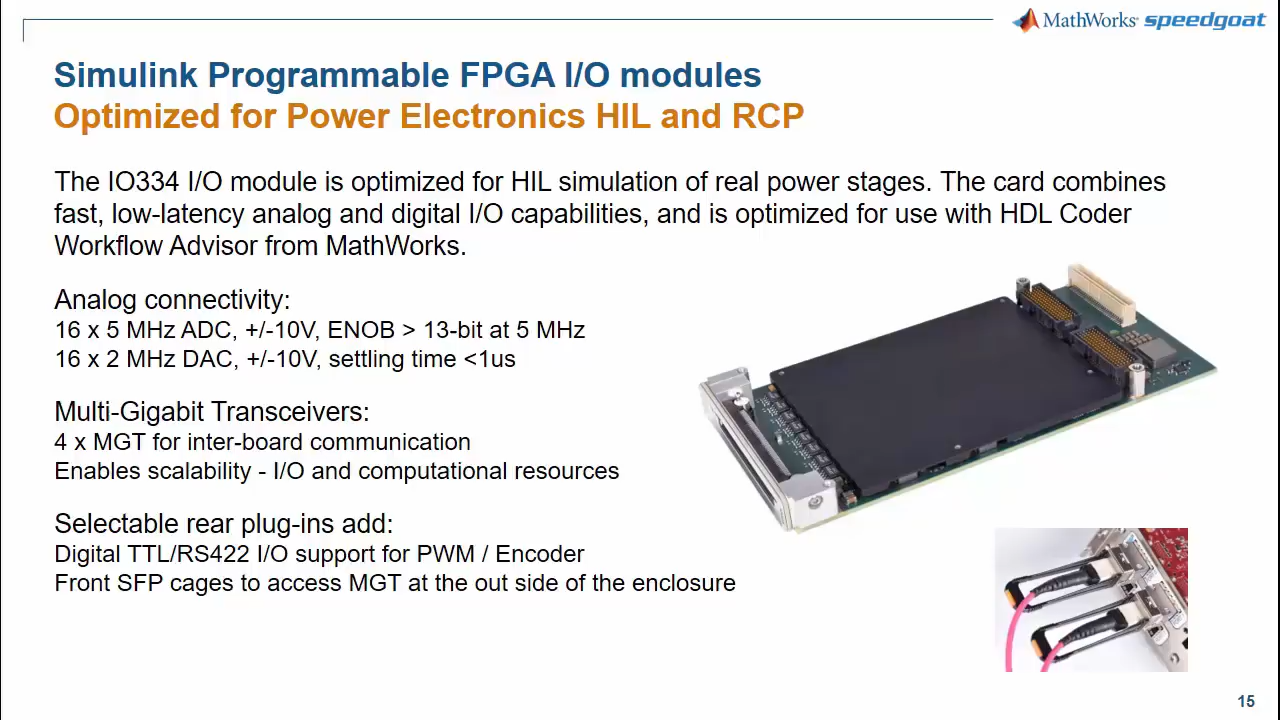 MathWorks® speedgoat
Simulink Programmable FPGA I/O modules
Optimized for Power Electronics HIL and RCP
The IO334 I/O module is optimized for HIL simulation of real power stages. The card combines
fast, low-latency analog and digital I/O capabilities, and is optimized for use with HDL Coder
Workflow Advisor from MathWorks.
Analog connectivity:
16 x 5 MHz ADC, +/-10V, ENOB > 13-bit at 5 MHz
16 x 2 MHz DAC, +/-10V, settling time <1us
Multi-Gigabit Transceivers:
4 x MGT for inter-board communication
Enables scalability - I/O and computational resources
Selectable rear plug-ins add:
Digital TTL/RS422 I/O support for PWM / Encoder
Front SFP cages to access MGT at the out side of the enclosure
15